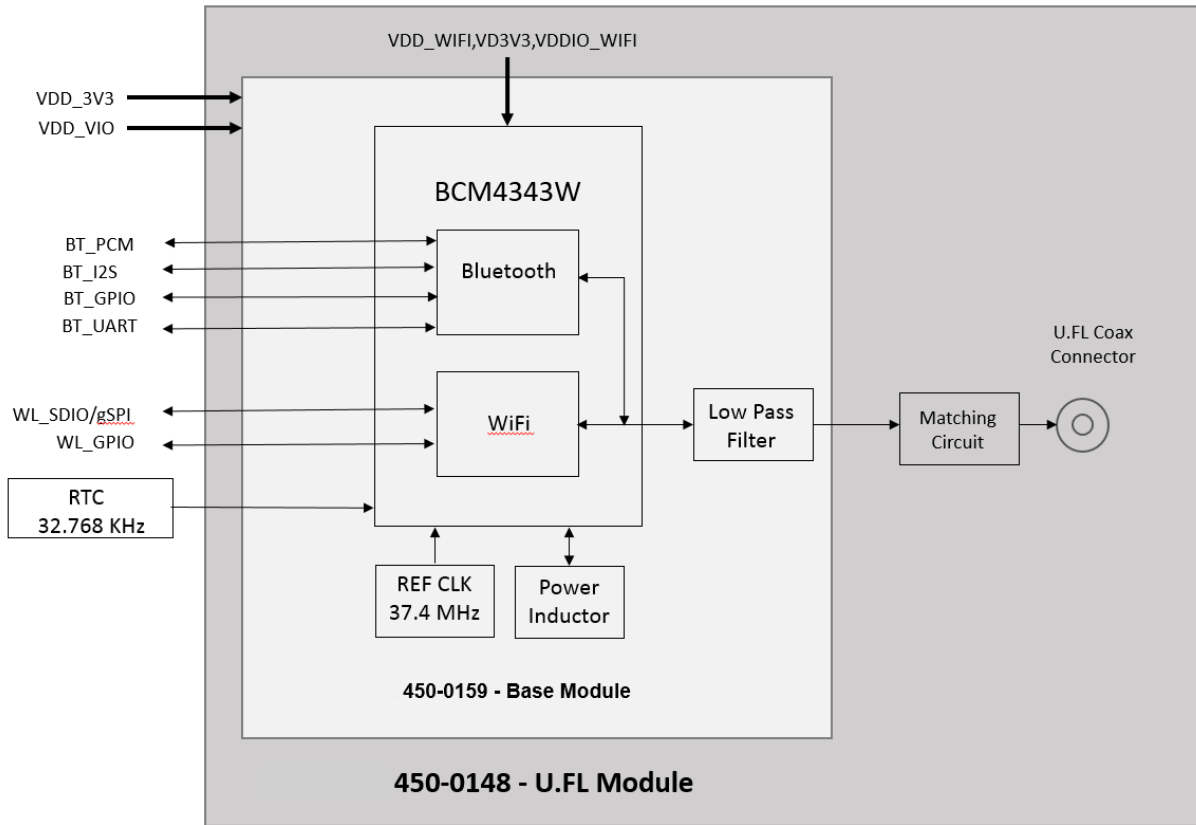 VDD_WIFI,VD3V3,VDDIO_WIFI
VDD_3V3
VDD_VIO
BCM4343W
BT_PCM
BT_I2S
BT_GPIO
BT_UART
Bluetooth
U.FL Coax
Connector
WL_SDIO/gSPI
WL_GPIO
WiFi
Low Pass
Filter
Matching
Circuit
RTC
32.768 KHz
REF CLK
37.4 MHz
Power
Inductor
450-0159 - Base Module
450-0148 - U.FL Module